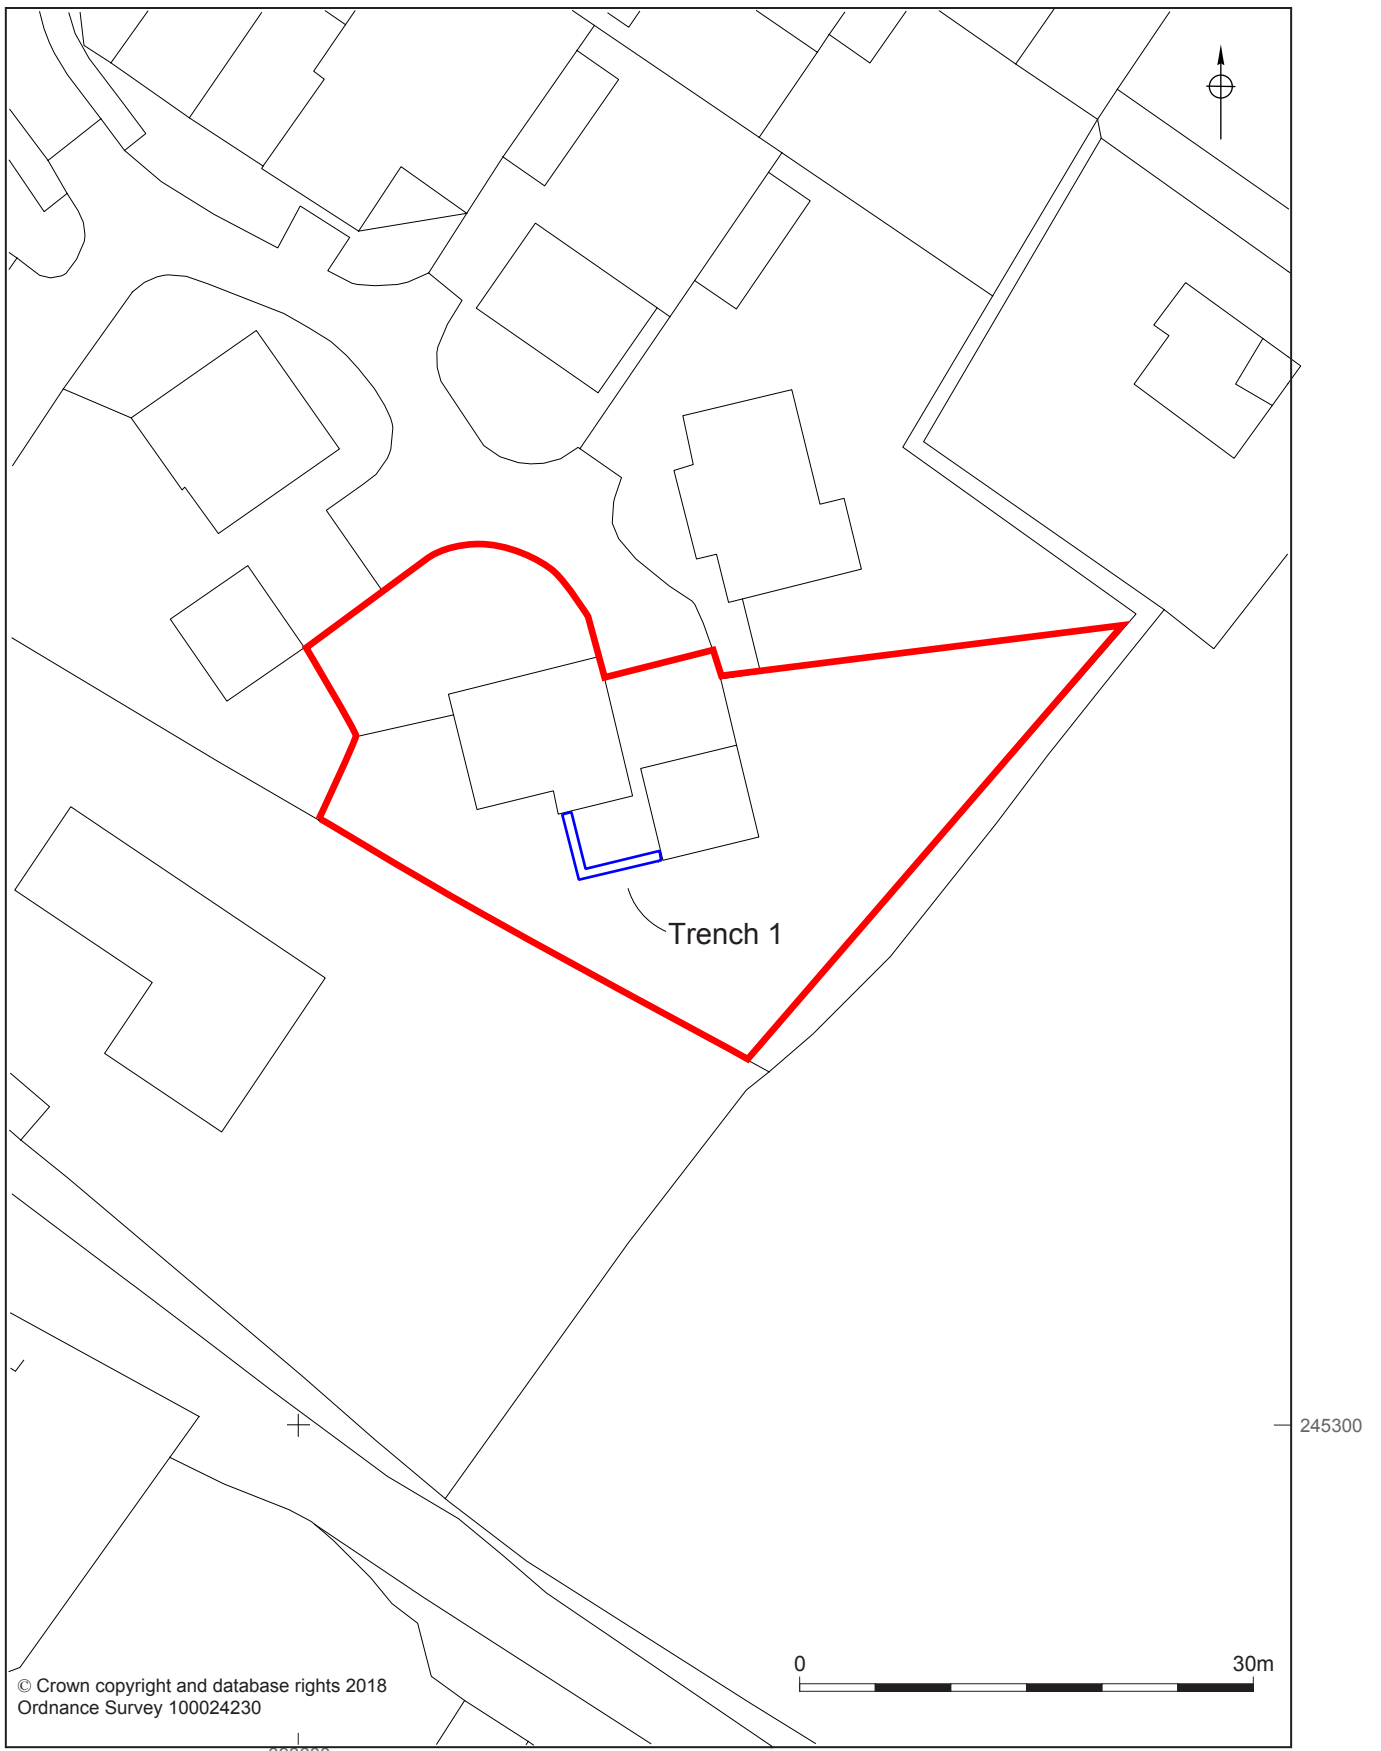 Trench 1
245300
0 30m
© Crown copyright and database rights 2018
Ordnance Survey 100024230